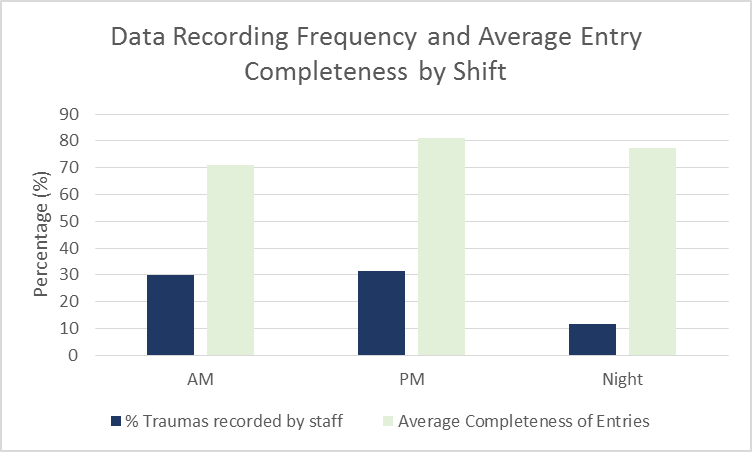 Data Recording Frequency and Average Entry
Completeness by Shift
Percentage (%)
90
80
70
60
50
40
30
20
10
0
AM PM Night
% Traumas recorded by staff Average Completeness of Entries